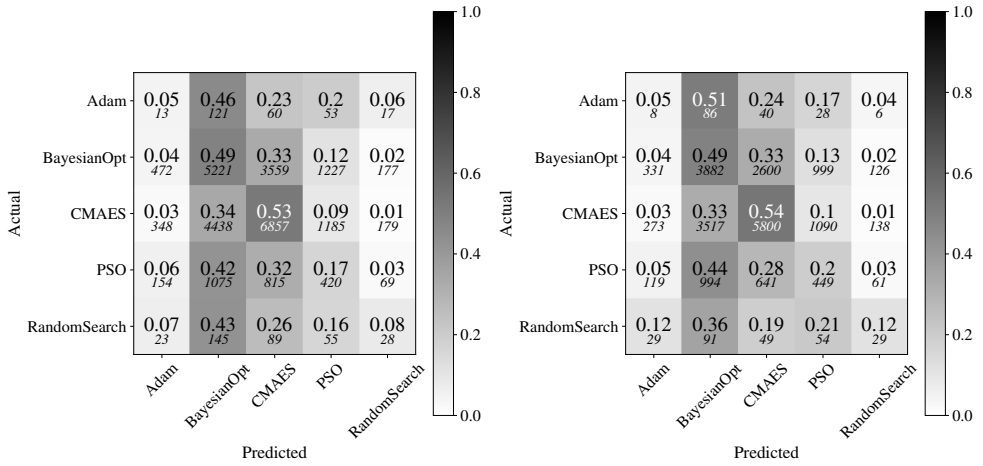 1.0
0.8
0.6
0.4
0.2
0.0
Actual
Adam 0.05 0.46 0.23 0.2 0.06
13 121 60 53 17
BayesianOpt 0.04 0.49 0.33 0.12 0.02
472 5221 3559 1227 177
CMAES 0.03 0.34 0.53 0.09 0.01
348 4438 6857 1185 179
PSO 0.06 0.42 0.32 0.17 0.03
154 1075 815 420 69
RandomSearch 0.07 0.43 0.26 0.16 0.08
23 145 89 55 28
Adam BayesianOpt CMAES PSO RandomSearch
Predicted
1.0
0.8
0.6
0.4
0.2
0.0
Actual
Adam 0.05 0.51 0.24 0.17 0.04
8 86 40 28 6
BayesianOpt 0.04 0.49 0.33 0.13 0.02
331 3882 2600 999 126
CMAES 0.03 0.33 0.54 0.1 0.01
273 3517 5800 1090 138
PSO 0.05 0.44 0.28 0.2 0.03
119 994 641 449 61
RandomSearch 0.12 0.36 0.19 0.21 0.12
29 91 49 54 29
Adam BayesianOpt CMAES PSO RandomSearch
Predicted